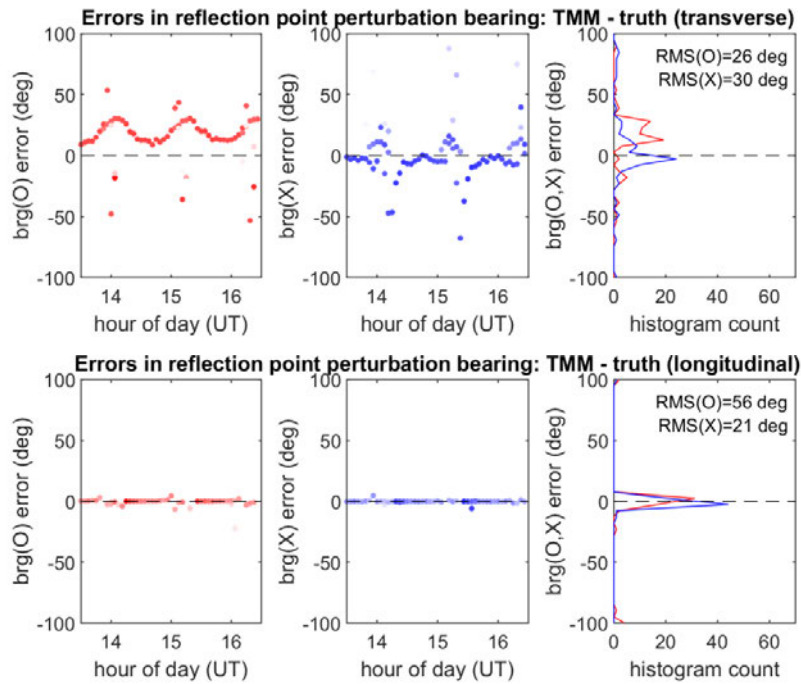 Errors in reflection point perturbation bearing: TMM - truth (transverse)
100
50
0
-50
-100
brg(O) error (deg)
14 15 16
hour of day (UT)
100
50
0
-50
-100
brg(X) error (deg)
14 15 16
hour of day (UT)
100
50
0
-50
-100
brg(O,X) error (deg)
RMS(O)=26 deg
RMS(X)=30 deg
0 20 40 60
histogram count
Errors in reflection point perturbation bearing: TMM - truth (longitudinal)
100
50
0
-50
-100
brg(O) error (deg)
14 15 16
hour of day (UT)
100
50
0
-50
-100
brg(X) error (deg)
14 15 16
hour of day (UT)
100
50
0
-50
-100
brg(O,X) error (deg)
RMS(O)=56 deg
RMS(X)=21 deg
0 20 40 60
histogram count